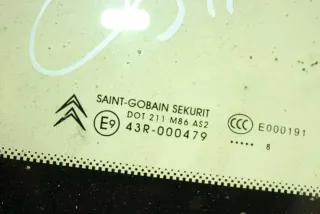 SAINT-GOBAIN SEKURIT
DOT 211 M86 AS2
E9 43R-000479
CCC E000191
..... 8